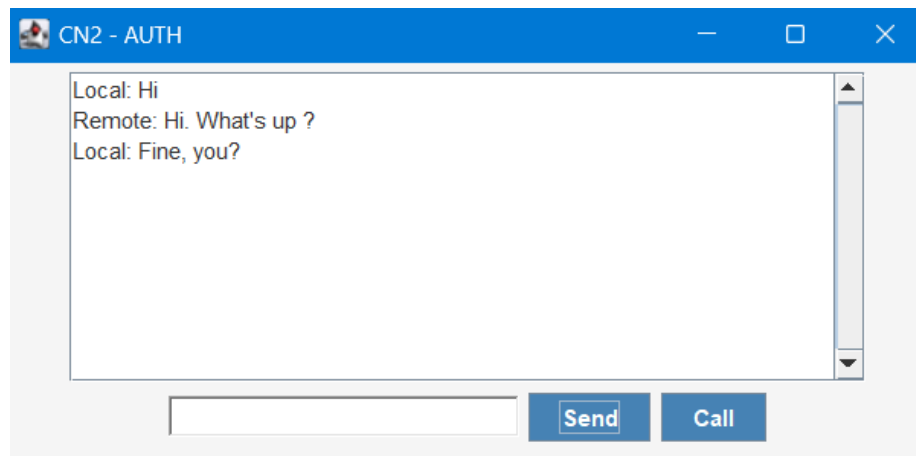 CN2 - AUTH
Local: Hi
Remote: Hi. What's up ?
Local: Fine, you?
Send Call